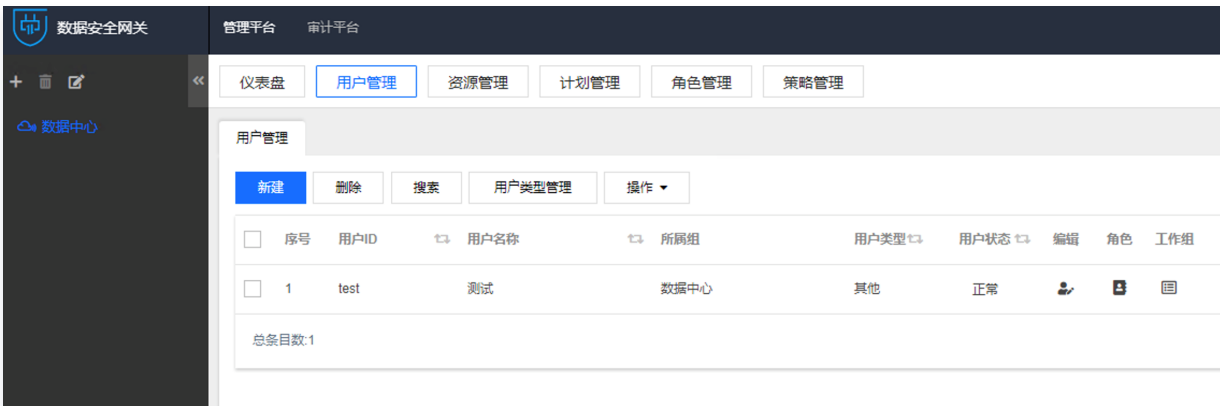 数据安全网关 管理平台 审计平台
仪表盘 用户管理 资源管理 计划管理 角色管理 策略管理
数据中心
用户管理
新建 删除 搜索 用户类型管理 操作
序号 用户ID 用户名称 所属组 用户类型 用户状态 编辑 角色 工作组
1 test 测试 数据中心 其他 正常
总条目数:1